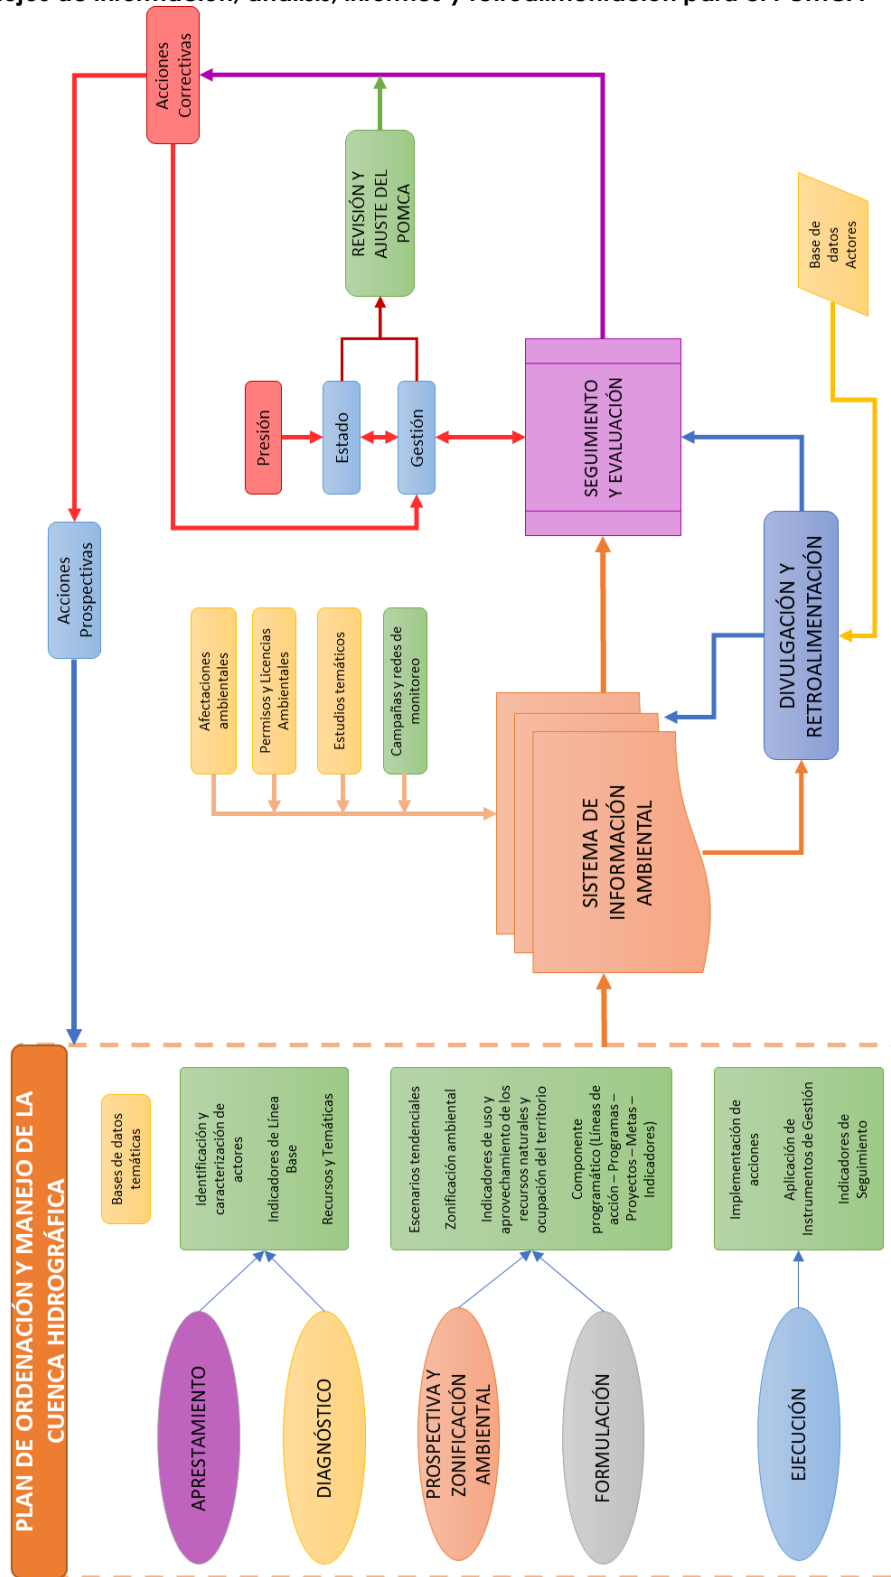 de información, análisis, informes y retroalimentación para el POMCA
PLAN DE ORDENACIÓN Y MANEJO DE LA
CUENCA HIDROGRÁFICA
APRESTAMIENTO
DIAGNÓSTICO
PROSPECTIVA Y
ZONIFICACIÓN
AMBIENTAL
FORMULACIÓN
EJECUCIÓN
Bases de datos
temáticas
Identificación y
caracterización de
actores
Indicadores de Línea
Base
Recursos y Temáticas
Escenarios tendenciales
Zonificación ambiental
Indicadores de uso y
aprovechamiento de los
recursos naturales y
ocupación del territorio
Componente
programático (Líneas de
acción – Programas –
Proyectos – Metas –
Indicadores)
Implementación de
acciones
Aplicación de
Instrumentos de Gestión
Indicadores de
Seguimiento
Acciones
Prospectivas
Afectaciones
ambientales
Permisos y Licencias
Ambientales
Estudios temáticos
Campañas y redes de
monitoreo
SISTEMA DE
INFORMACIÓN
AMBIENTAL
DIVULGACIÓN Y
RETROALIMENTACIÓN
Presión
Estado
Gestión
SEGUIMIENTO
Y EVALUACIÓN
Acciones
Correctivas
REVISIÓN Y
AJUSTE DEL
POMCA
Base de
datos
Actores